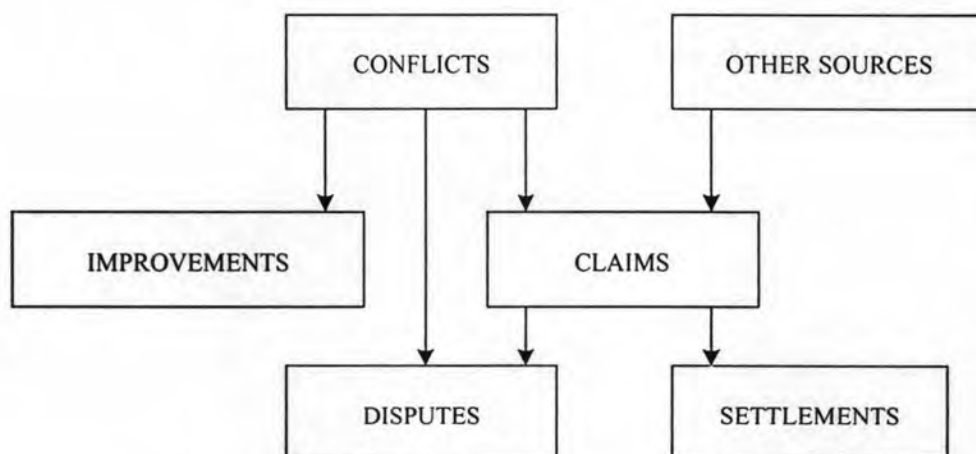 CONFLICTS
OTHER SOURCES
IMPROVEMENTS
CLAIMS
DISPUTES
SETTLEMENTS